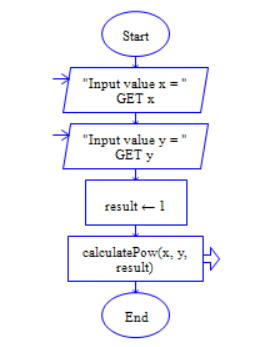 Start
"Input value x = "
GET x
"Input value y = "
GET y
result ← 1
calculatePow(x, y,
result)
End